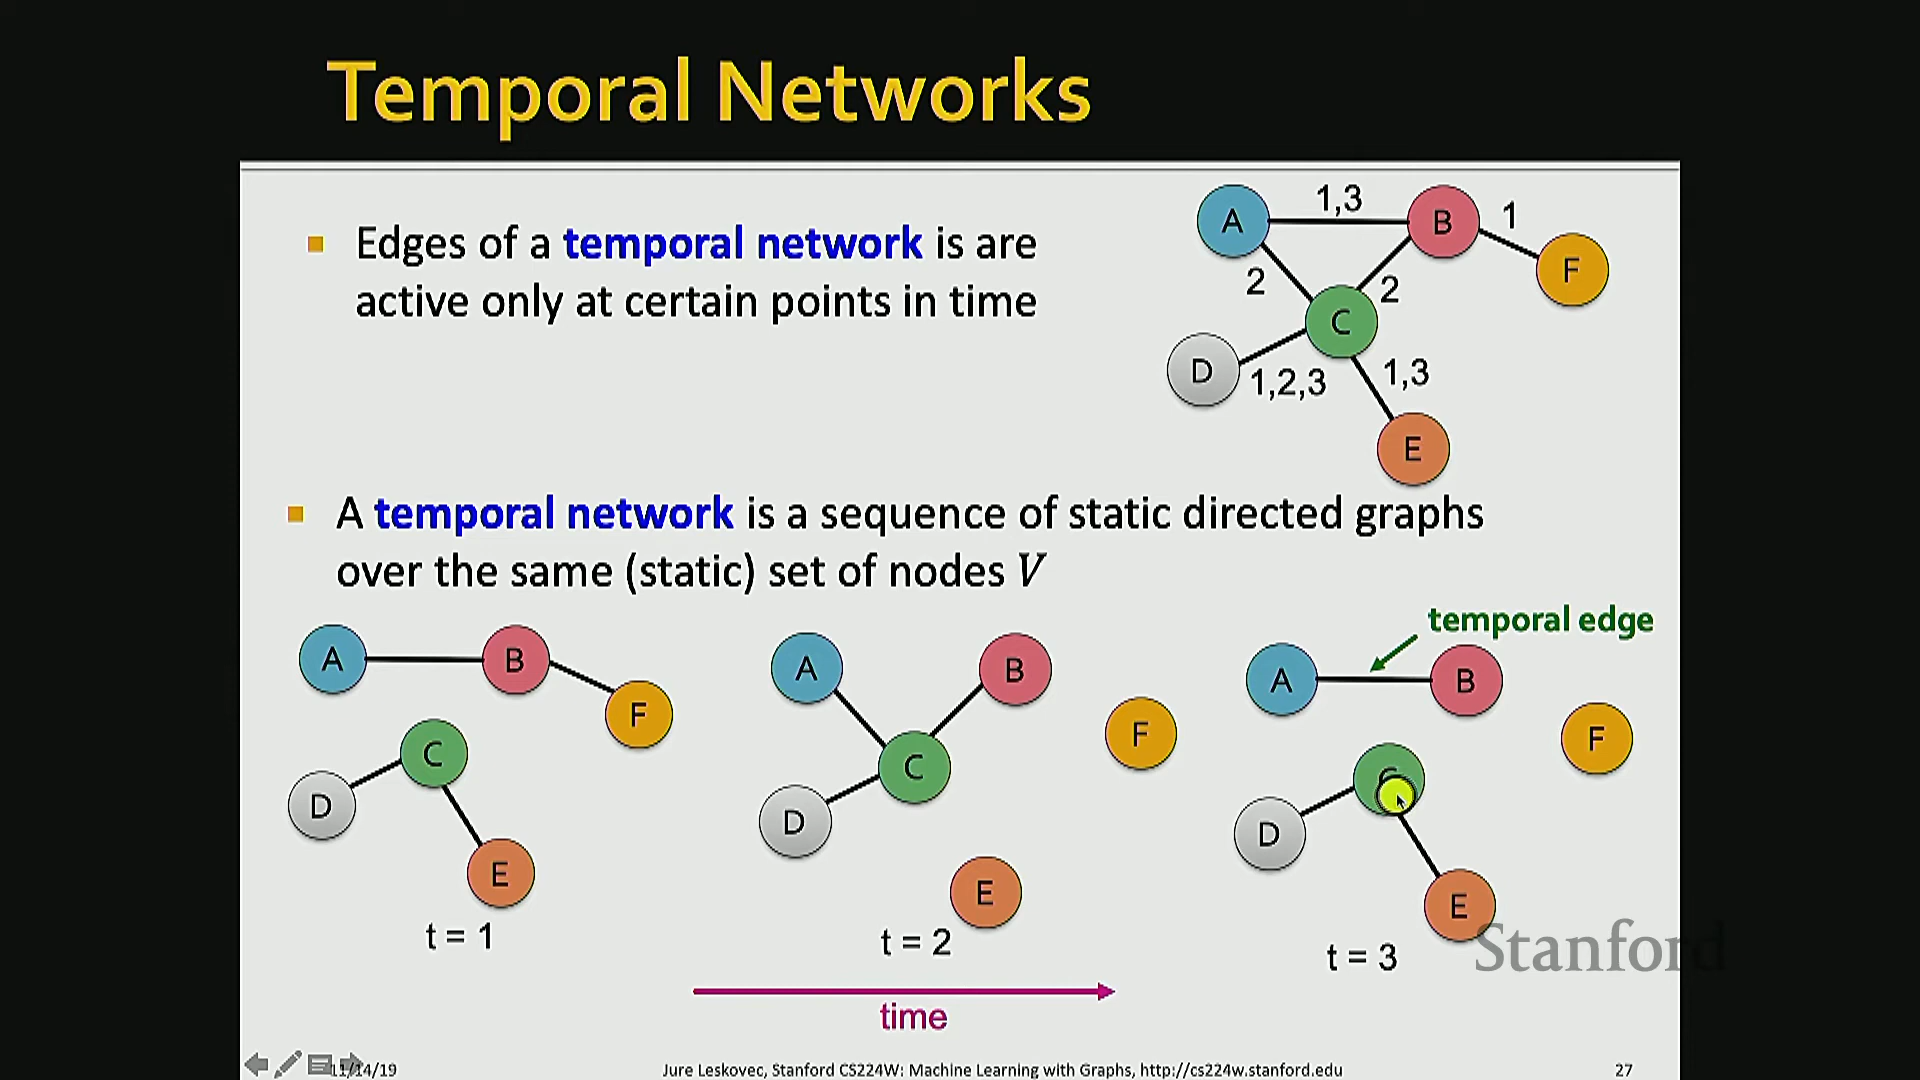 Temporal Networks
Edges of a temporal network is are
active only at certain points in time
A
1,3
B
1
F
2
2
C
D
1,2,3
1,3
E
A temporal network is a sequence of static directed graphs
over the same (static) set of nodes V
temporal edge
A
B
F
C
D
E
t = 1
A
B
F
C
D
E
t = 2
A
B
F
C
D
E
t = 3
Stanford
time
11/14/19
Jure Leskovec, Stanford CS224W: Machine Learning with Graphs, http://cs224w.stanford.edu
27